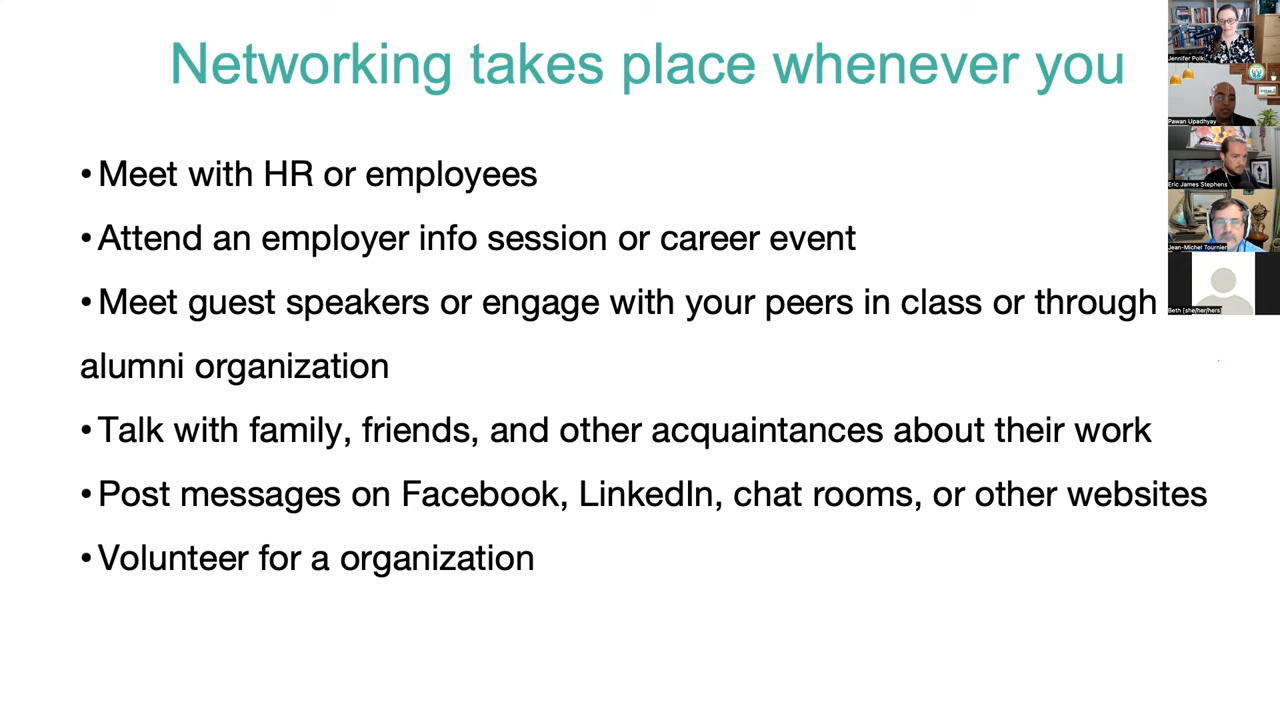 Networking takes place whenever you
• Meet with HR or employees
• Attend an employer info session or career event
• Meet guest speakers or engage with your peers in class or through
alumni organization
• Talk with family, friends, and other acquaintances about their work
• Post messages on Facebook, LinkedIn, chat rooms, or other websites
• Volunteer for a organization
Jennifer Polk
Pawan Upadhyay
Eric James Stephens
Jean-Michel Tournier
Beth (she/her/hers)